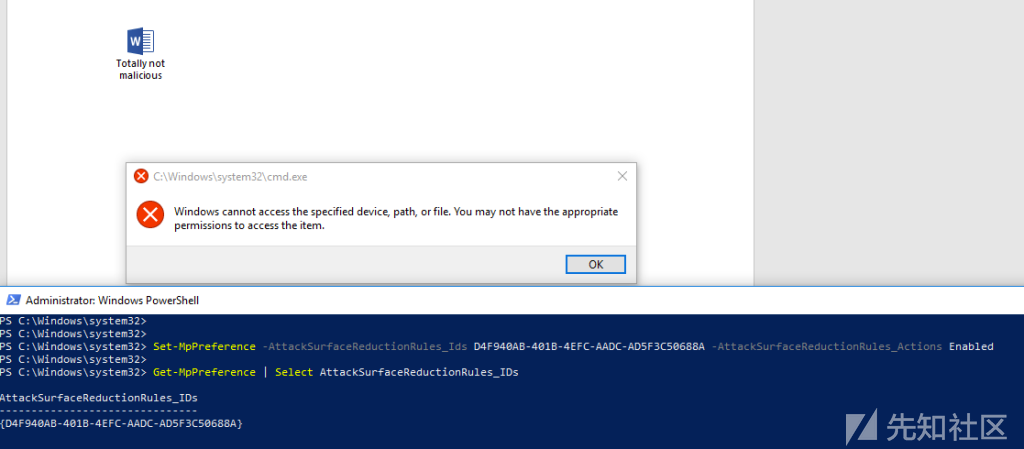 Totally not
malicious
C:\Windows\system32\cmd.exe
Windows cannot access the specified device, path, or file. You may not have the appropriate
permissions to access the item.
OK
Administrator: Windows PowerShell
PS C:\Windows\system32>
PS C:\Windows\system32>
PS C:\Windows\system32> Set-MpPreference -AttackSurfaceReductionRules_Ids D4F940AB-401B-4EFC-AADC-AD5F3C50688A -AttackSurfaceReductionRules_Actions Enabled
PS C:\Windows\system32>
PS C:\Windows\system32> Get-MpPreference | Select AttackSurfaceReductionRules_IDs
AttackSurfaceReductionRules_IDs
-------------------------------
{D4F940AB-401B-4EFC-AADC-AD5F3C50688A}
先知社区